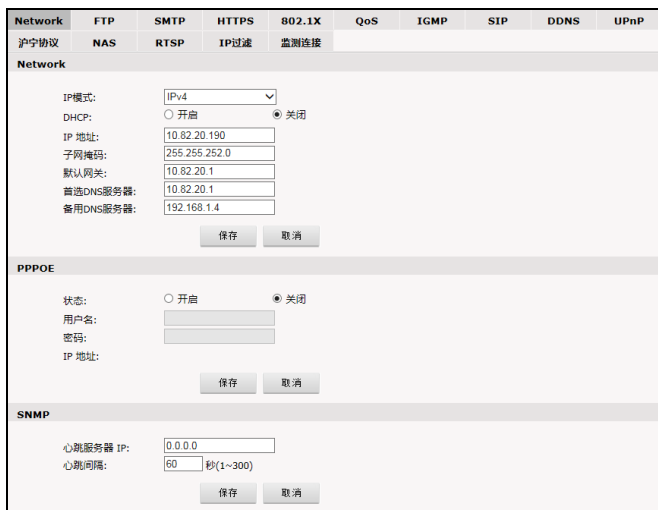 Network FTP SMTP HTTPS 802.1X QoS IGMP SIP DDNS UPnP
沪宁协议 NAS RTSP IP过滤 监测连接
Network
IP模式: IPv4
DHCP: 开启 关闭
IP 地址: 10.82.20.190
子网掩码: 255.255.252.0
默认网关: 10.82.20.1
首选DNS服务器: 10.82.20.1
备用DNS服务器: 192.168.1.4
保存 取消
PPPOE
状态: 开启 关闭
用户名:
密码:
IP 地址:
保存 取消
SNMP
心跳服务器 IP: 0.0.0.0
心跳间隔: 60 秒(1~300)
保存 取消